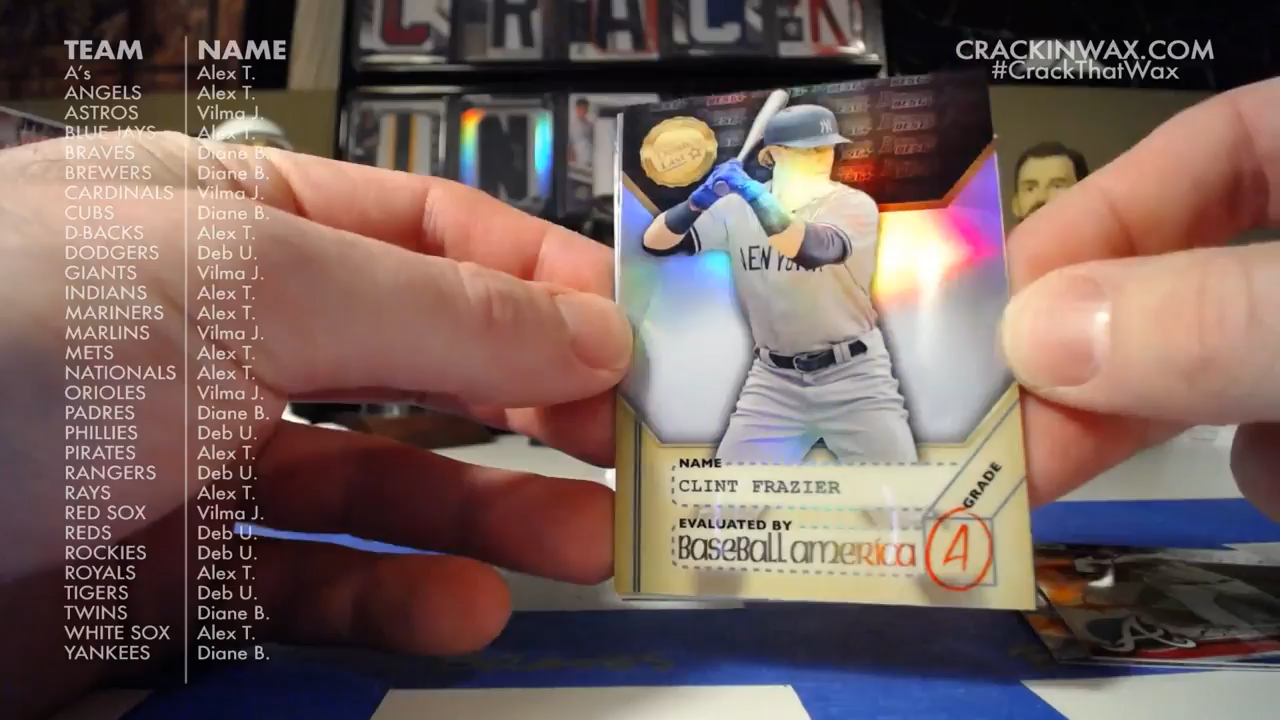 TEAM NAME
A's Alex T.
ANGELS Alex T.
ASTROS Vilma J.
BLUE JAYS Alex T.
BRAVES Diane B.
BREWERS Diane B.
CARDINALS Vilma J.
CUBS Diane B.
D-BACKS Alex T.
DODGERS Deb U.
GIANTS Vilma J.
INDIANS Alex T.
MARINERS Alex T.
MARLINS Vilma J.
METS Alex T.
NATIONALS Alex T.
ORIOLES Vilma J.
PADRES Diane B.
PHILLIES Deb U.
PIRATES Alex T.
RANGERS Deb U.
RAYS Alex T.
RED SOX Vilma J.
REDS Deb U.
ROCKIES Deb U.
ROYALS Alex T.
TIGERS Deb U.
TWINS Diane B.
WHITE SOX Alex T.
YANKEES Diane B.
CRACKINWAX.COM
#CrackThatWax
C R A C K
N
NEW YORK
NAME
CLINT FRAZIER
GRADE
EVALUATED BY
BaseBall america
A